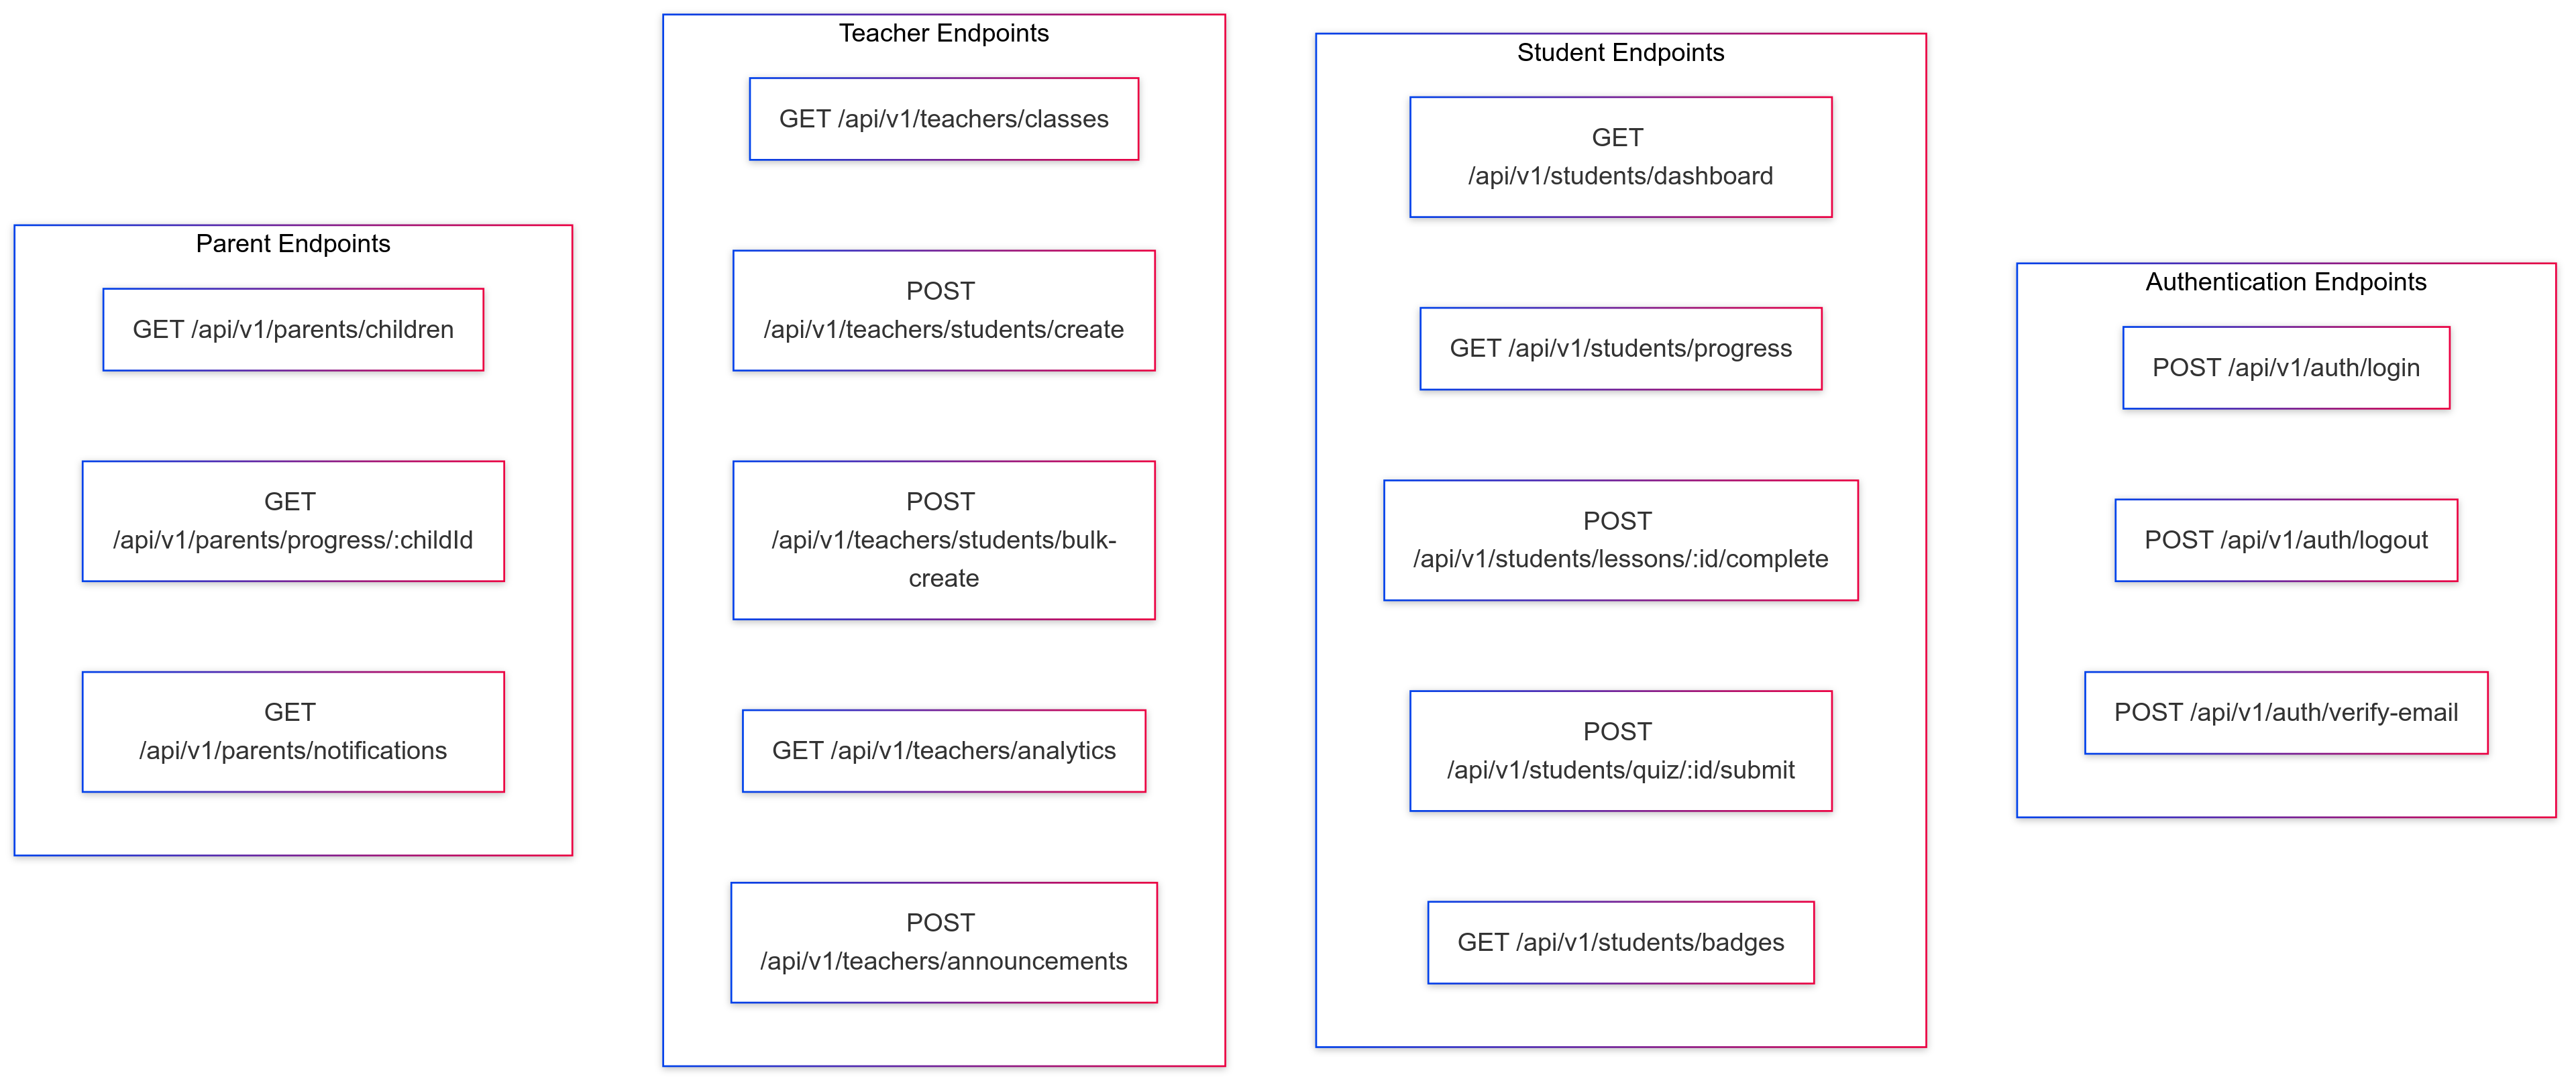 Parent Endpoints
GET /api/v1/parents/children
GET
/api/v1/parents/progress/:childId
GET
/api/v1/parents/notifications
Teacher Endpoints
GET /api/v1/teachers/classes
POST
/api/v1/teachers/students/create
POST
/api/v1/teachers/students/bulk-
create
GET /api/v1/teachers/analytics
POST
/api/v1/teachers/announcements
Student Endpoints
GET
/api/v1/students/dashboard
GET /api/v1/students/progress
POST
/api/v1/students/lessons/:id/complete
POST
/api/v1/students/quiz/:id/submit
GET /api/v1/students/badges
Authentication Endpoints
POST /api/v1/auth/login
POST /api/v1/auth/logout
POST /api/v1/auth/verify-email